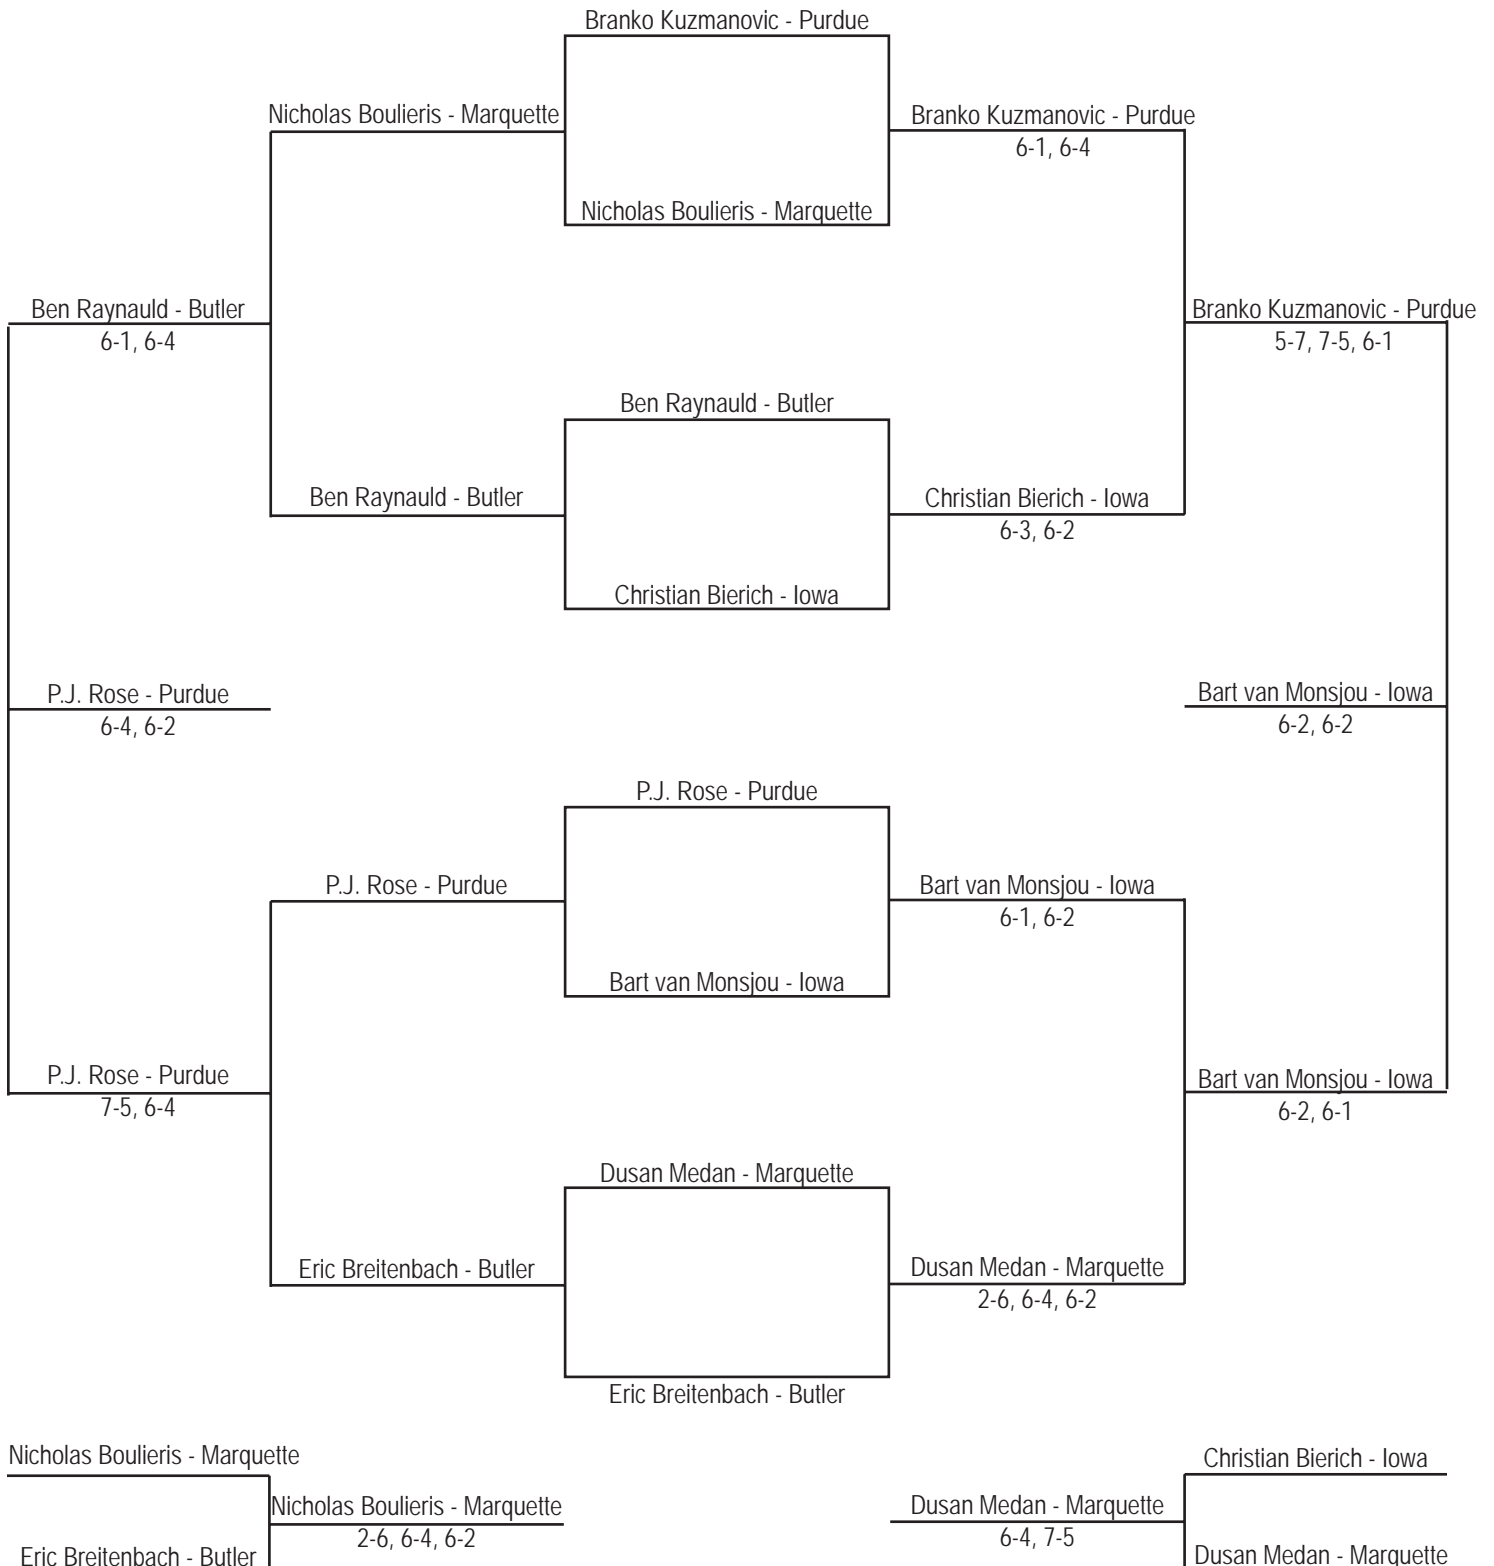 Branko Kuzmanovic - Purdue
Nicholas Boulieris - Marquette
Branko Kuzmanovic - Purdue
6-1, 6-4
Nicholas Boulieris - Marquette
Ben Raynauld - Butler
6-1, 6-4
Branko Kuzmanovic - Purdue
5-7, 7-5, 6-1
Ben Raynauld - Butler
Ben Raynauld - Butler
Christian Bierich - Iowa
6-3, 6-2
Christian Bierich - Iowa
P.J. Rose - Purdue
6-4, 6-2
Bart van Monsjou - Iowa
6-2, 6-2
P.J. Rose - Purdue
P.J. Rose - Purdue
Bart van Monsjou - Iowa
6-1, 6-2
Bart van Monsjou - Iowa
P.J. Rose - Purdue
7-5, 6-4
Bart van Monsjou - Iowa
6-2, 6-1
Dusan Medan - Marquette
Eric Breitenbach - Butler
Dusan Medan - Marquette
2-6, 6-4, 6-2
Eric Breitenbach - Butler
Nicholas Boulieris - Marquette
Nicholas Boulieris - Marquette
2-6, 6-4, 6-2
Eric Breitenbach - Butler
Christian Bierich - Iowa
Dusan Medan - Marquette
6-4, 7-5
Dusan Medan - Marquette